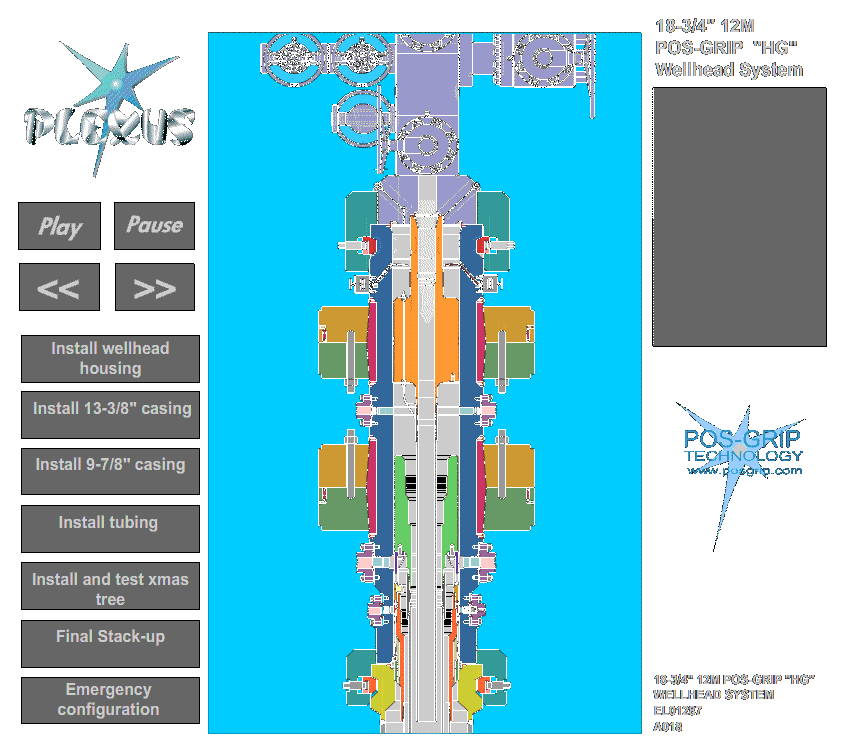 18-3/4" 12M
POS-GRIP "HG"
Wellhead System
PLEXUS
Play
Pause
<<
>>
Install wellhead
housing
Install 13-3/8" casing
Install 9-7/8" casing
Install tubing
Install and test xmas
tree
Final Stack-up
Emergency
configuration
POS-GRIP
TECHNOLOGY
www.posgrip.com
18-3/4" 12M POS-GRIP "HG"
WELLHEAD SYSTEM
EL01287
A018